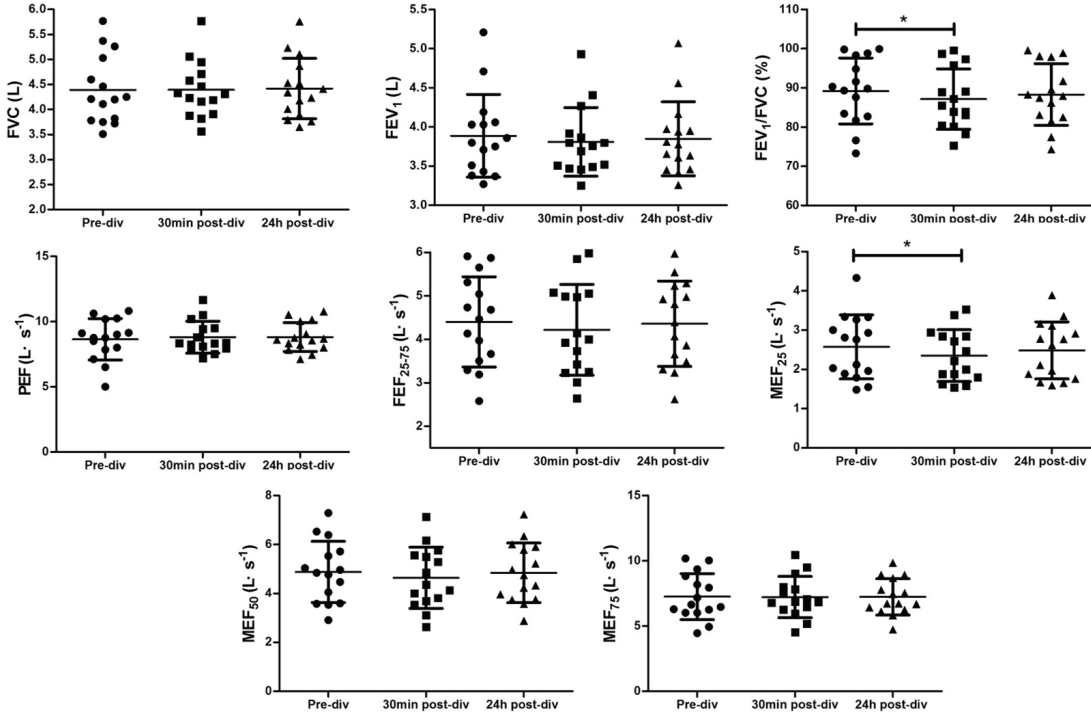 FVC (L)
6.0
5.5
5.0
4.5
4.0
3.5
3.0
2.5
2.0
Pre-div 30min post-div 24h post-div
FEV1 (L)
5.5
5.0
4.5
4.0
3.5
3.0
Pre-div 30min post-div 24h post-div
FEV1/FVC (%)
110
100
90
80
70
60
*
Pre-div 30min post-div 24h post-div
PEF (L· s-1)
15
10
5
0
Pre-div 30min post-div 24h post-div
FEF25-75 (L· s-1)
6
5
4
3
2
Pre-div 30min post-div 24h post-div
MEF25 (L· s-1)
5
4
3
2
1
0
*
Pre-div 30min post-div 24h post-div
MEF50 (L· s-1)
8
6
4
2
0
Pre-div 30min post-div 24h post-div
MEF75 (L· s-1)
15
10
5
0
Pre-div 30min post-div 24h post-div